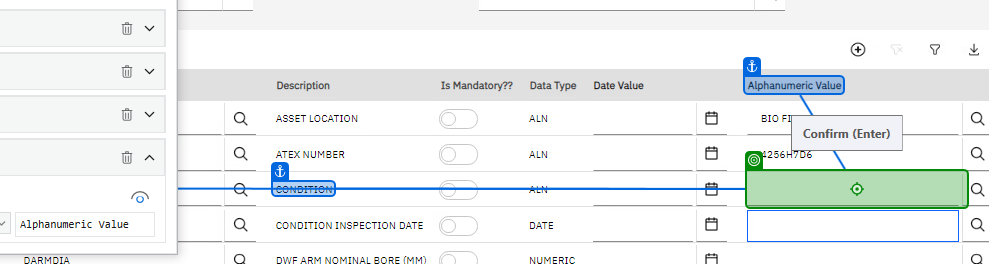 Description Is Mandatory?? Data Type Date Value Alphanumeric Value
ASSET LOCATION ALN BIO FI
Confirm (Enter)
ATEX NUMBER ALN 4256H7D6
CONDITION ALN
Alphanumeric Value
CONDITION INSPECTION DATE DATE
DARMDIA DWF ARM NOMINAL BORE (MM) NUMERIC